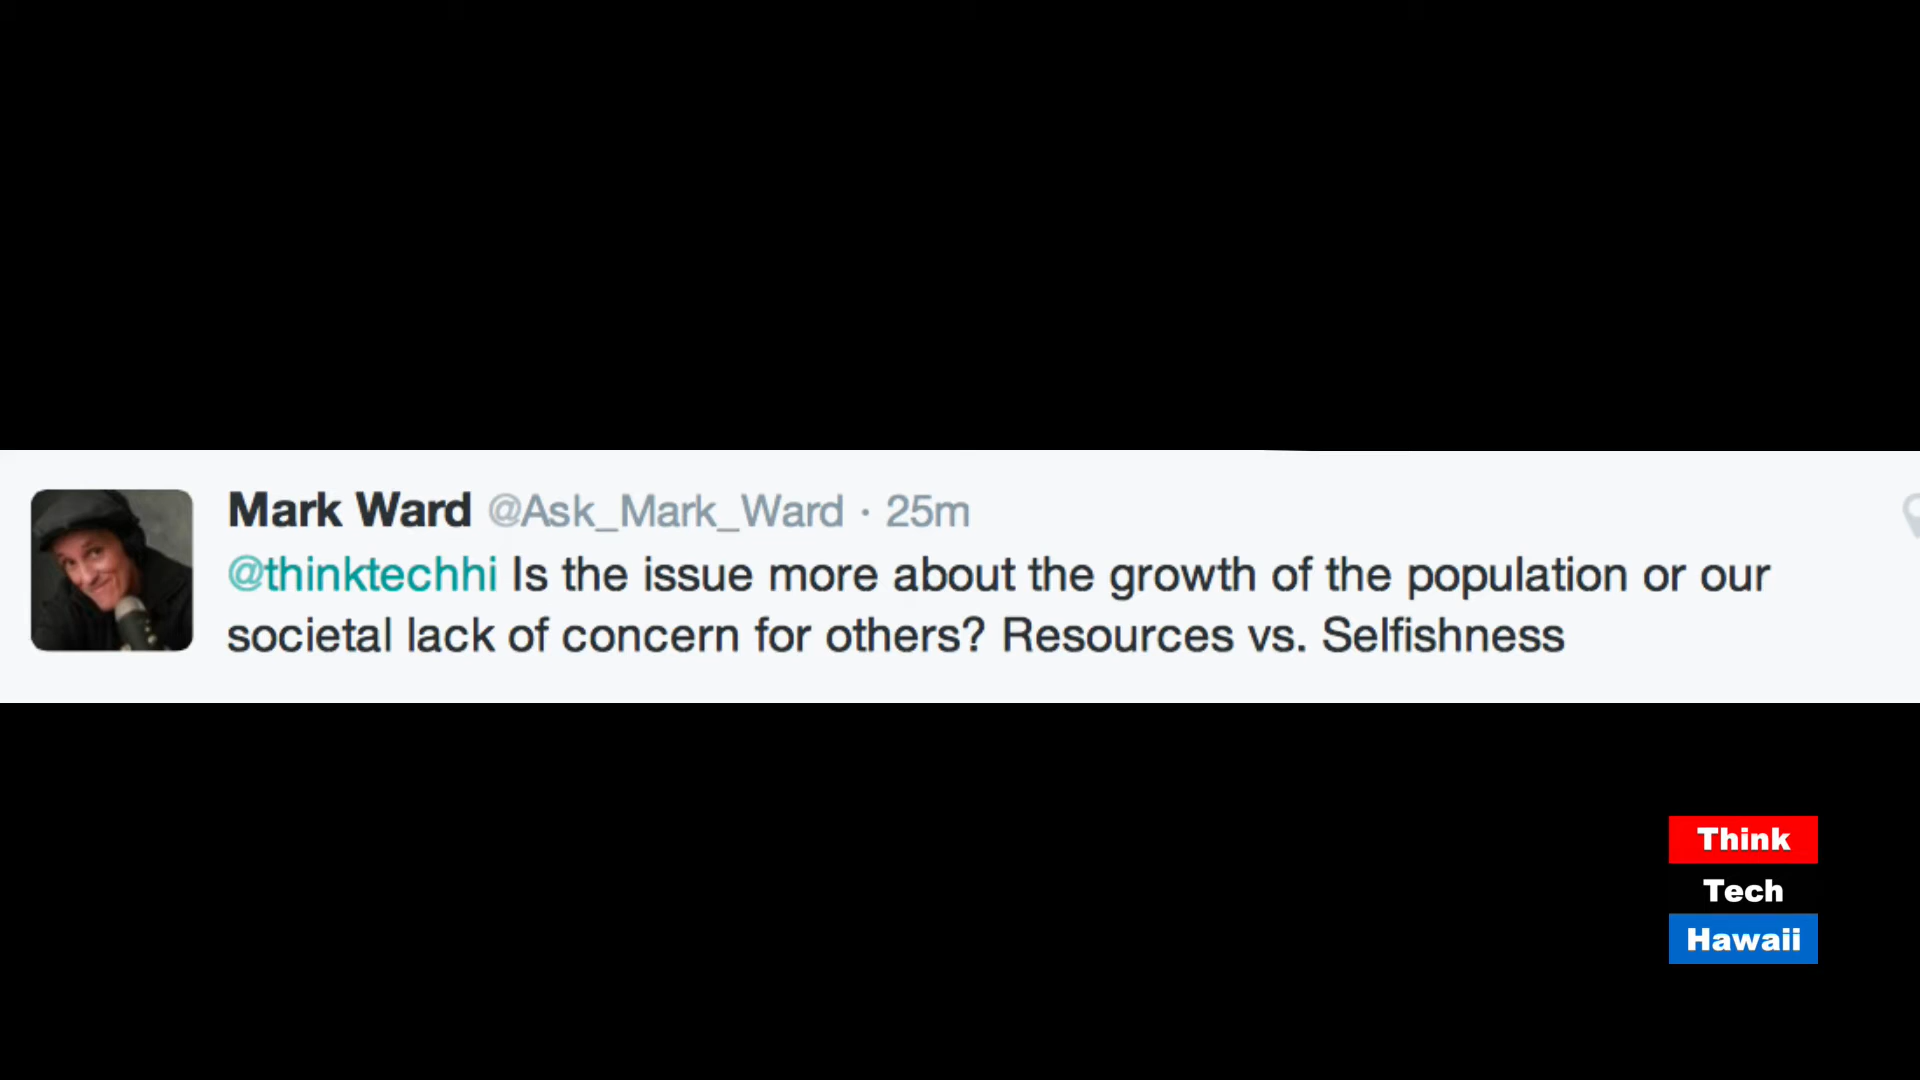 Mark Ward @Ask_Mark_Ward · 25m
@thinktechhi Is the issue more about the growth of the population or our
societal lack of concern for others? Resources vs. Selfishness
Think
Tech
Hawaii